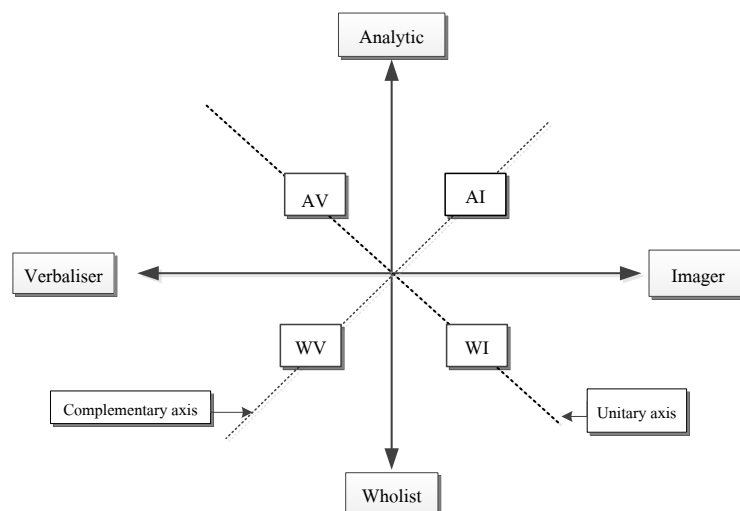 Analytic
AV
AI
Verbaliser
Imager
WV
WI
Complementary axis
Unitary axis
Wholist